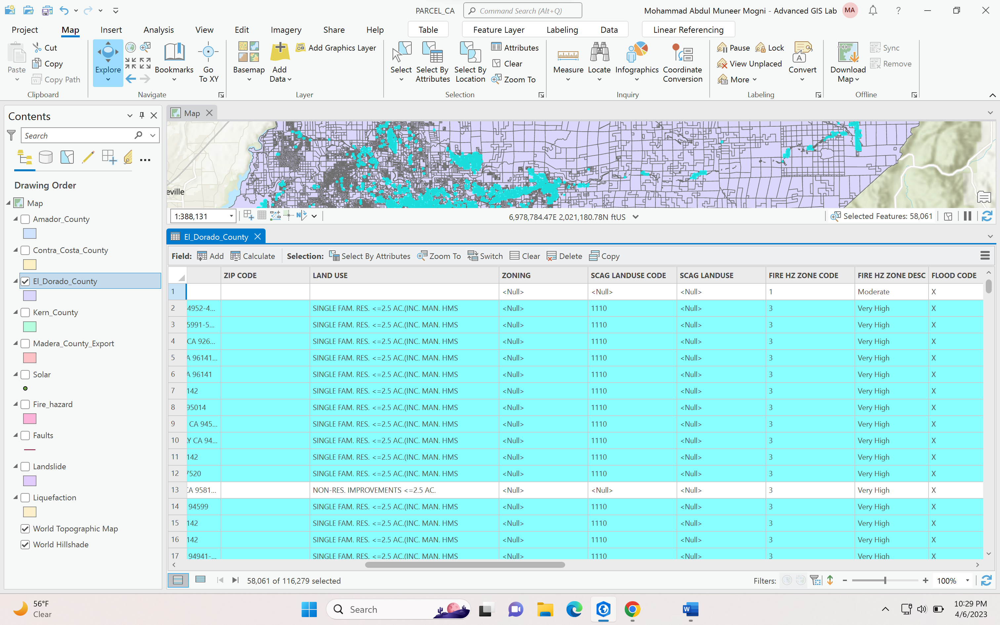 PARCEL_CA
Command Search (Alt+Q)
Mohammad Abdul Muneer Mogni - Advanced GIS Lab
MA
?
Project Map Insert Analysis View Edit Imagery Share Help Table Feature Layer Labeling Data Linear Referencing
Paste
Cut
Copy
Copy Path
Clipboard
Explore
Bookmarks
Go To XY
Navigate
Basemap
Add Data
Add Graphics Layer
Layer
Select
Select By Attributes
Select By Location
Attributes
Clear
Zoom To
Selection
Measure
Locate
Infographics
Coordinate Conversion
Inquiry
Pause
Lock
View Unplaced
More
Convert
Labeling
Download Map
Sync
Remove
Offline
Contents
Search
Drawing Order
Map
Amador_County
Contra_Costa_County
El_Dorado_County
Kern_County
Madera_County_Export
Solar
Fire_hazard
Faults
Landslide
Liquefaction
World Topographic Map
World Hillshade
Map
eville
1:388,131
6,978,784.47E 2,021,180.78N ftUS
Selected Features: 58,061
El_Dorado_County
Field: Add Calculate Selection: Select By Attributes Zoom To Switch Clear Delete Copy
ZIP CODE LAND USE ZONING SCAG LANDUSE CODE SCAG LANDUSE FIRE HZ ZONE CODE FIRE HZ ZONE DESC FLOOD CODE
1 <Null> <Null> <Null> 1 Moderate X
2 4952-4... SINGLE FAM. RES. <=2.5 AC.(INC. MAN. HMS <Null> 1110 <Null> 3 Very High X
3 5991-5... SINGLE FAM. RES. <=2.5 AC.(INC. MAN. HMS <Null> 1110 <Null> 3 Very High X
4 CA 926... SINGLE FAM. RES. <=2.5 AC.(INC. MAN. HMS <Null> 1110 <Null> 3 Very High X
5 A 96141... SINGLE FAM. RES. <=2.5 AC.(INC. MAN. HMS <Null> 1110 <Null> 3 Very High X
6 A 96141 SINGLE FAM. RES. <=2.5 AC.(INC. MAN. HMS <Null> 1110 <Null> 3 Very High X
7 142 SINGLE FAM. RES. <=2.5 AC.(INC. MAN. HMS <Null> 1110 <Null> 3 Very High X
8 95014 SINGLE FAM. RES. <=2.5 AC.(INC. MAN. HMS <Null> 1110 <Null> 3 Very High X
9 CA 945... SINGLE FAM. RES. <=2.5 AC.(INC. MAN. HMS <Null> 1110 <Null> 3 Very High X
10 Y CA 94... SINGLE FAM. RES. <=2.5 AC.(INC. MAN. HMS <Null> 1110 <Null> 3 Very High X
11 142 SINGLE FAM. RES. <=2.5 AC.(INC. MAN. HMS <Null> 1110 <Null> 3 Very High X
12 7520 SINGLE FAM. RES. <=2.5 AC.(INC. MAN. HMS <Null> 1110 <Null> 3 Very High X
13 CA 9581... NON-RES. IMPROVEMENTS <=2.5 AC. <Null> <Null> <Null> 3 Very High X
14 94599 SINGLE FAM. RES. <=2.5 AC.(INC. MAN. HMS <Null> 1110 <Null> 3 Very High X
15 142 SINGLE FAM. RES. <=2.5 AC.(INC. MAN. HMS <Null> 1110 <Null> 3 Very High X
16 142 SINGLE FAM. RES. <=2.5 AC.(INC. MAN. HMS <Null> 1110 <Null> 3 Very High X
17 94941-... SINGLE FAM. RES. <=2.5 AC.(INC. MAN. HMS <Null> 1110 <Null> 3 Very High X
58,061 of 116,279 selected
Filters:
100%
56°F
Clear
Search
10:29 PM
4/6/2023